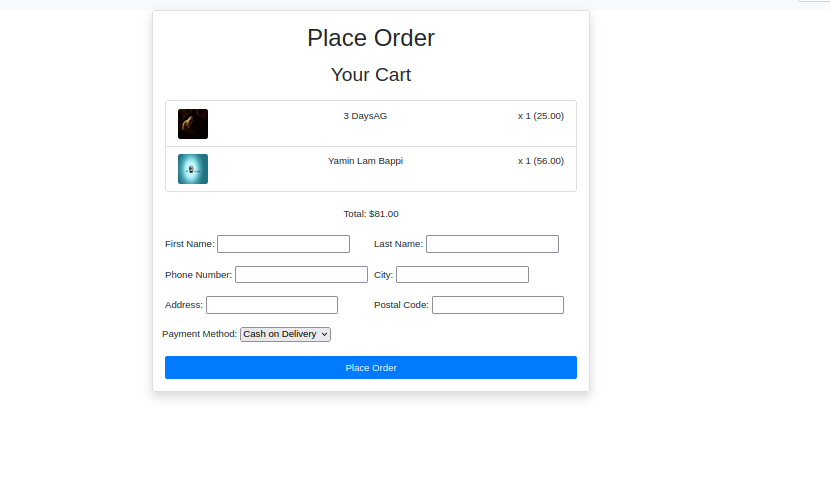 Place Order
Your Cart
3 DaysAG x 1 (25.00)
Yamin Lam Bappi x 1 (56.00)
Total: $81.00
First Name: Last Name:
Phone Number: City:
Address: Postal Code:
Payment Method: Cash on Delivery
Place Order